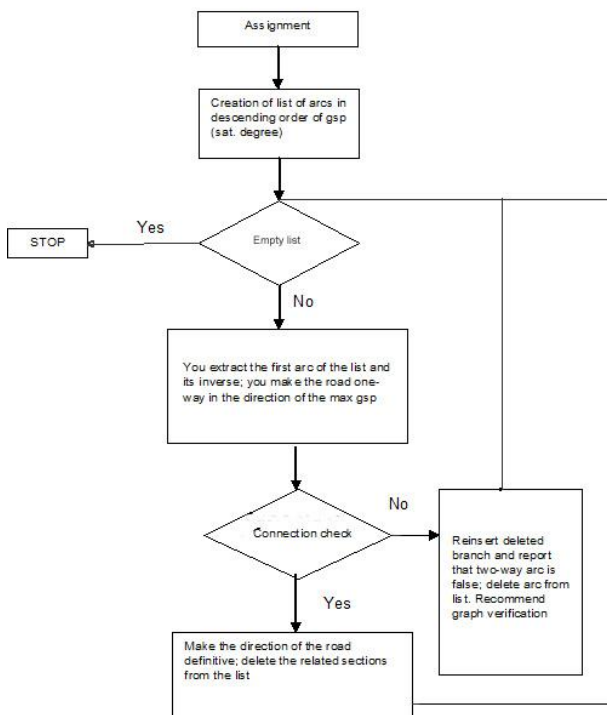 Assignment
Creation of list of arcs in
descending order of gsp
(sat. degree)
Yes
STOP
Empty list
No
You extract the first arc of the list and
its inverse; you make the road one-
way in the direction of the max gsp
No
Connection check
Reinsert deleted
branch and report
that two-way arc is
false; delete arc from
list. Recommend
graph verification
Yes
Make the direction of the road
definitive; delete the related sections
from the list